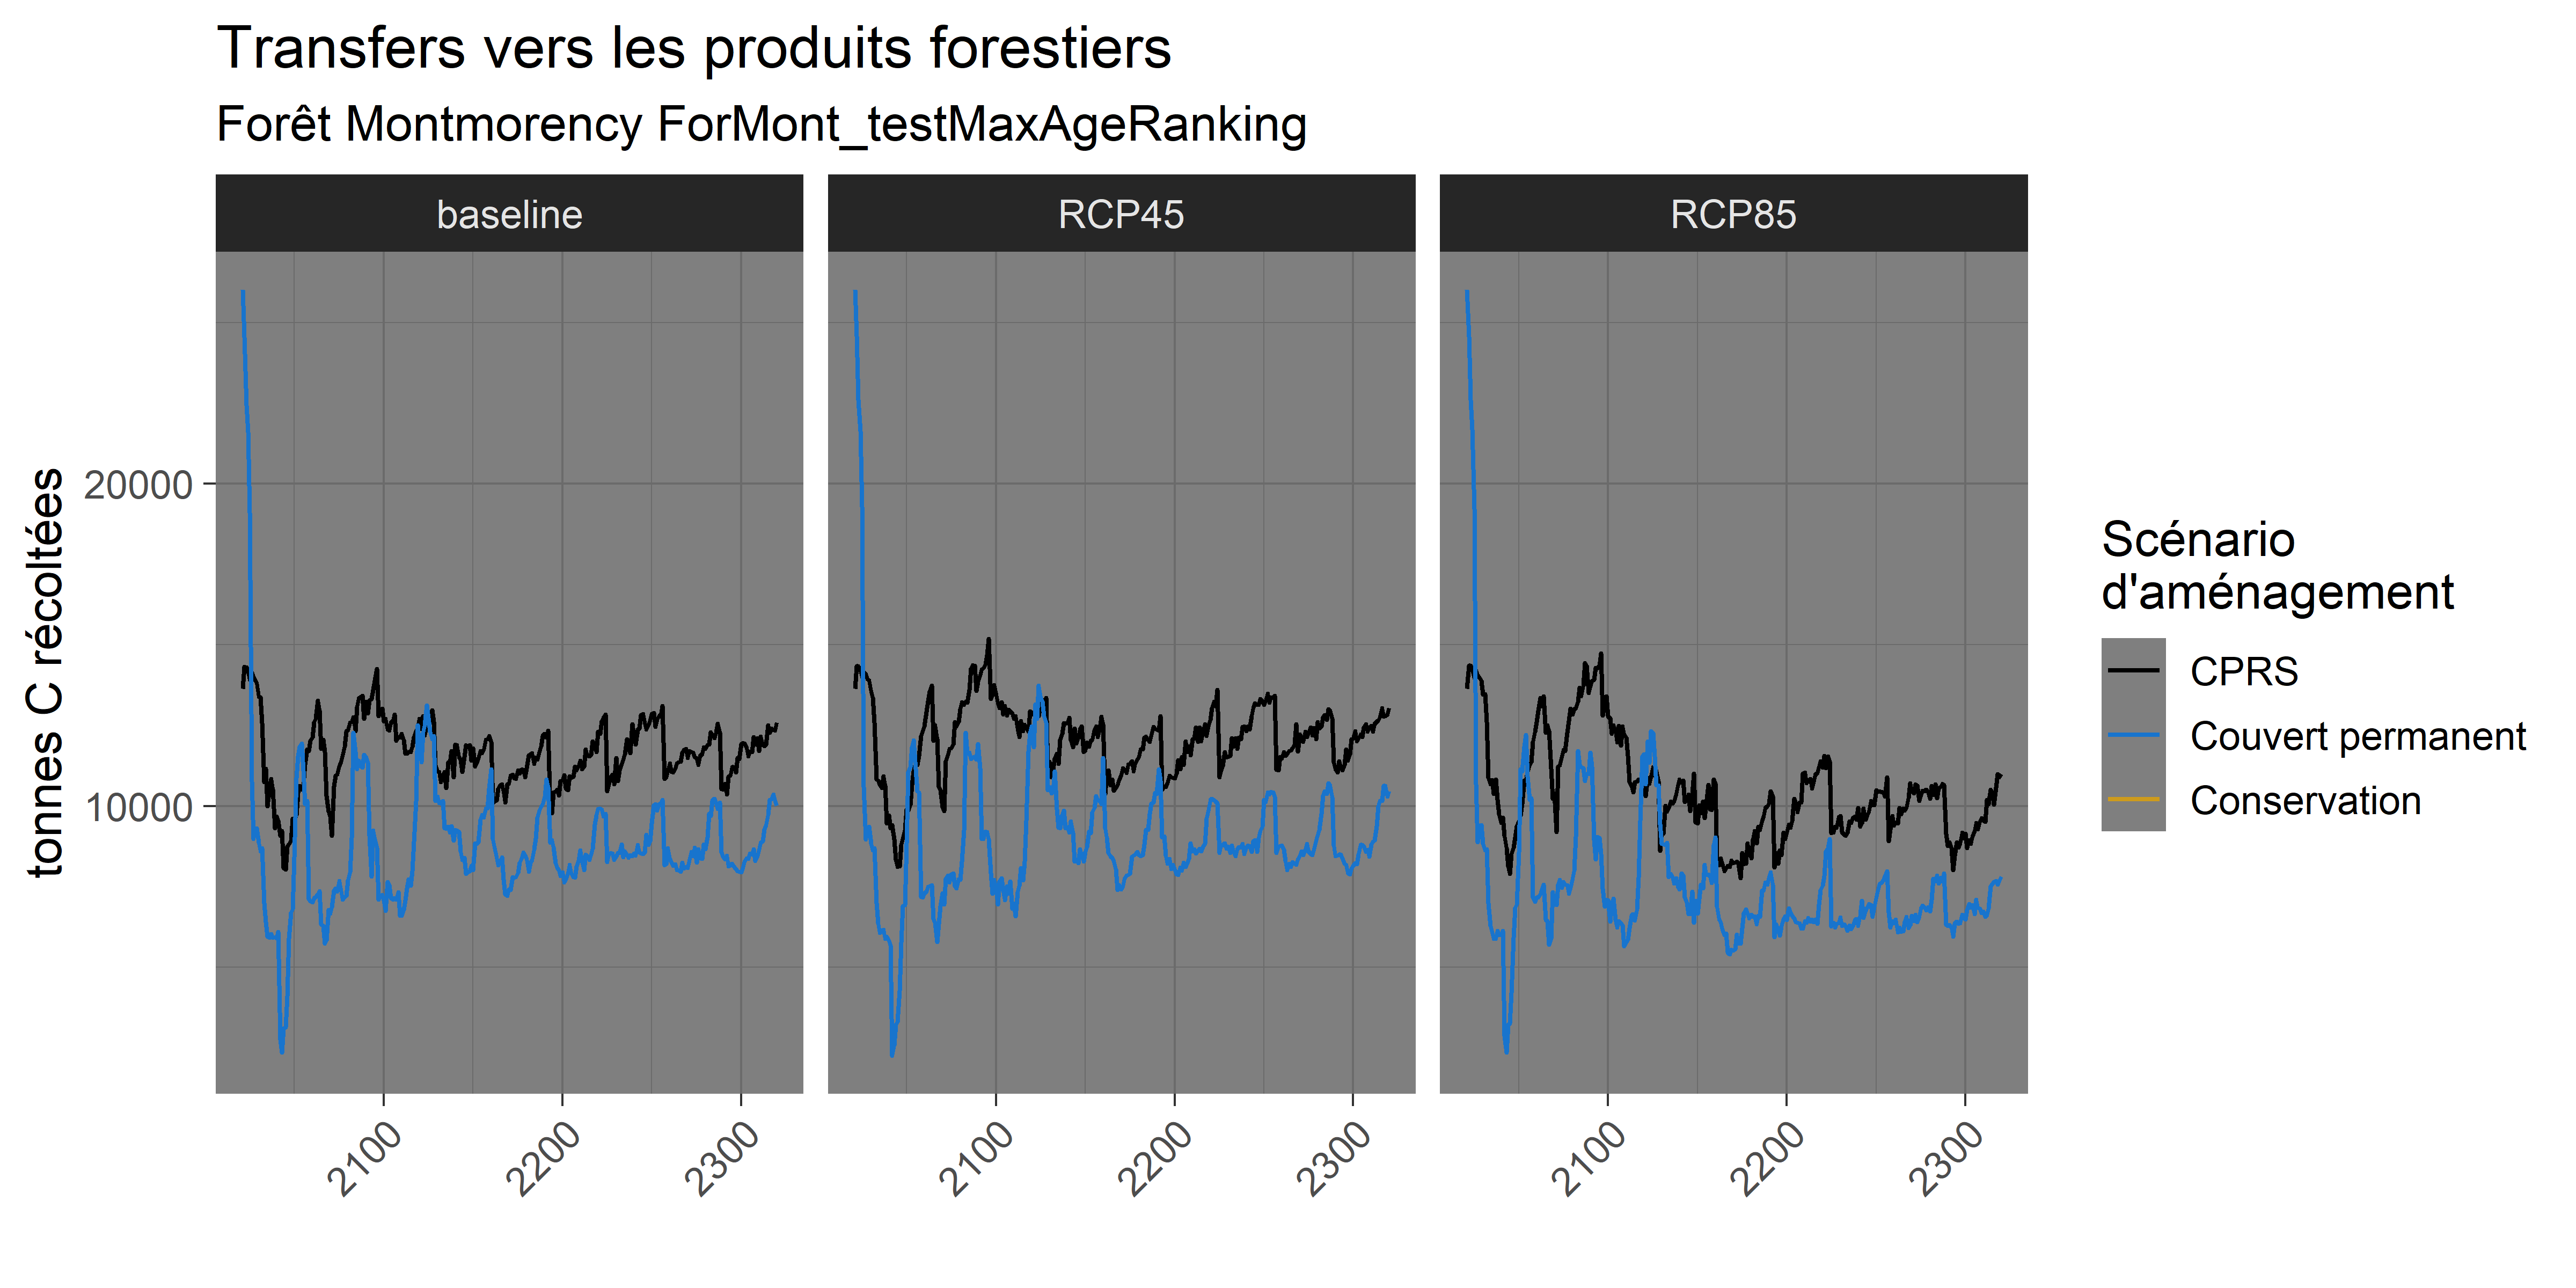 Transfers vers les produits forestiers
Forêt Montmorency ForMont_testMaxAgeRanking
baseline
RCP45
RCP85
tonnes C récoltées
20000
10000
2100
2200
2300
2100
2200
2300
2100
2200
2300
Scénario
d'aménagement
CPRS
Couvert permanent
Conservation